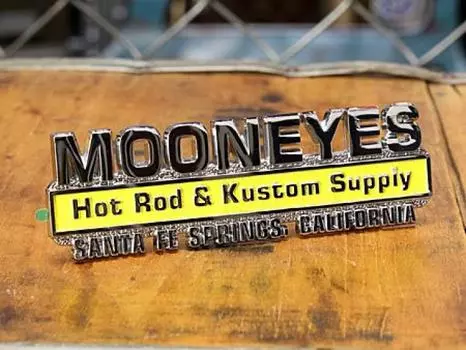 MOONEYES
Hot Rod & Kustom Supply
SANTA FE SPRINGS, CALIFORNIA